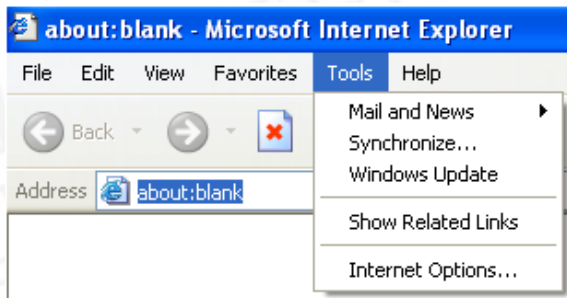 about:blank - Microsoft Internet Explorer
File Edit View Favorites Tools Help
Back
Address about:blank
Mail and News
Synchronize...
Windows Update
Show Related Links
Internet Options...